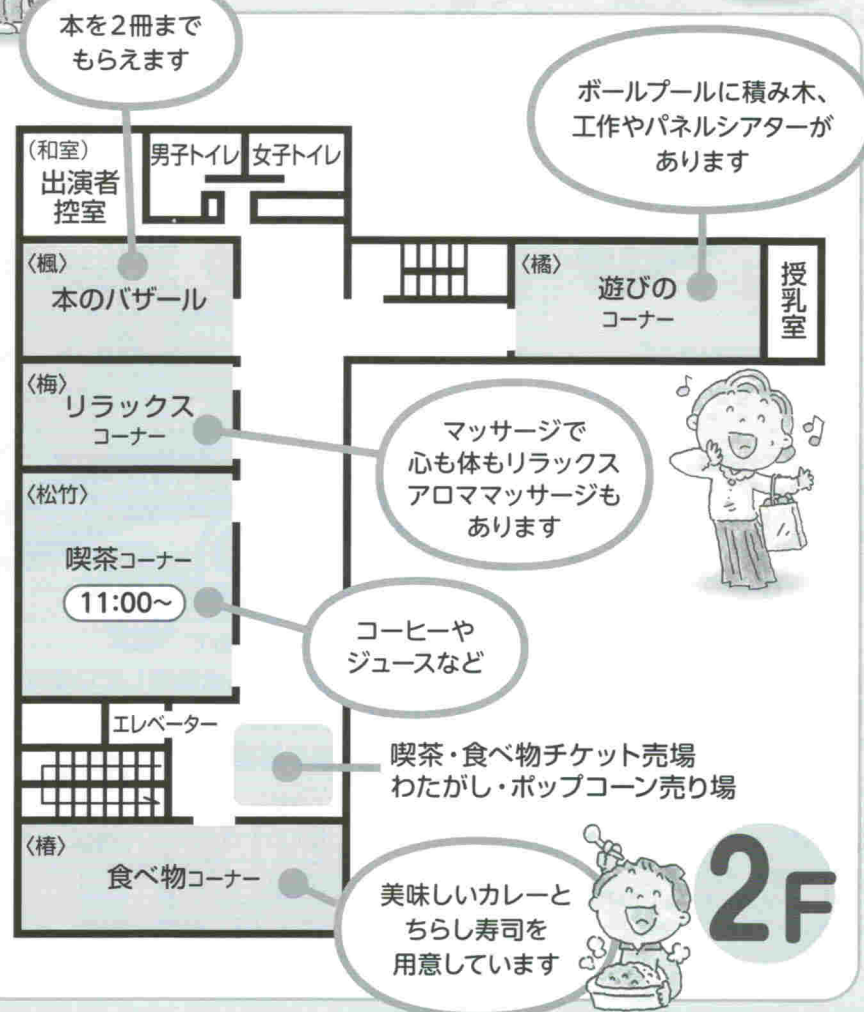 本を2冊まで
もらえます
ボールプールに積み木、
工作やパネルシアターが
あります
(和室)
出演者
控室
男子トイレ
女子トイレ
〈楓〉
本のバザール
〈橘〉
遊びの
コーナー
授乳室
〈梅〉
リラックス
コーナー
マッサージで
心も体もリラックス
アロママッサージも
あります
〈松竹〉
喫茶コーナー
11:00~
コーヒーや
ジュースなど
エレベーター
喫茶・食べ物チケット売場
わたがし・ポップコーン売り場
〈椿〉
食べ物コーナー
美味しいカレーと
ちらし寿司を
用意しています
2F